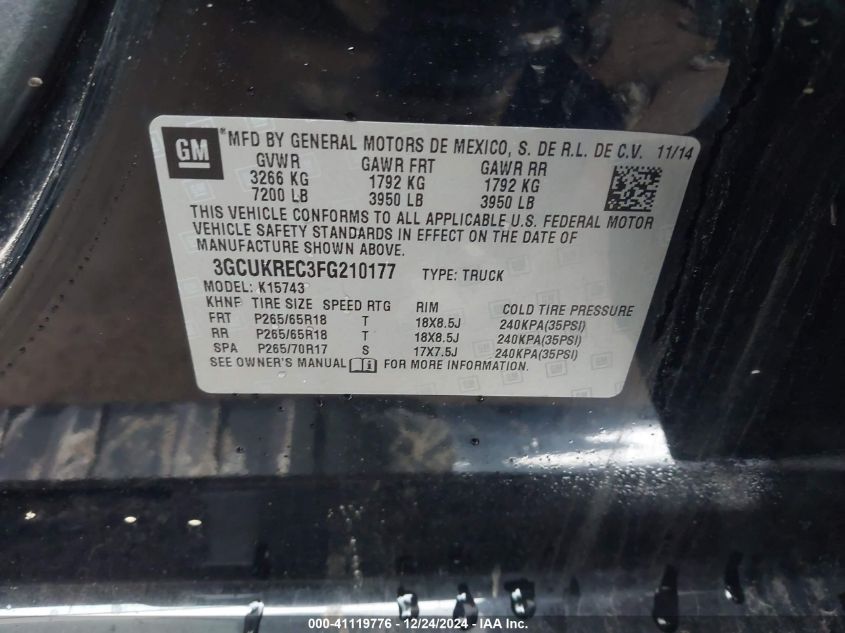 GM *MFD BY GENERAL MOTORS DE MEXICO, S. DE R.L. DE C.V. 11/14
GVWR GAWR FRT GAWR RR
3266 KG 1792 KG 1792 KG
7200 LB 3950 LB 3950 LB
THIS VEHICLE CONFORMS TO ALL APPLICABLE U.S. FEDERAL MOTOR
VEHICLE SAFETY STANDARDS IN EFFECT ON THE DATE OF
MANUFACTURE SHOWN ABOVE.
3GCUKREC3FG210177 TYPE: TRUCK
MODEL: K15743
KHNF TIRE SIZE SPEED RTG RIM COLD TIRE PRESSURE
FRT P265/65R18 T 18X8.5J 240KPA(35PSI)
RR P265/65R18 T 18X8.5J 240KPA(35PSI)
SPA P265/70R17 S 17X7.5J 240KPA(35PSI)
SEE OWNER'S MANUAL i FOR MORE INFORMATION.
000-41119776 - 12/24/2024 - IAA Inc.